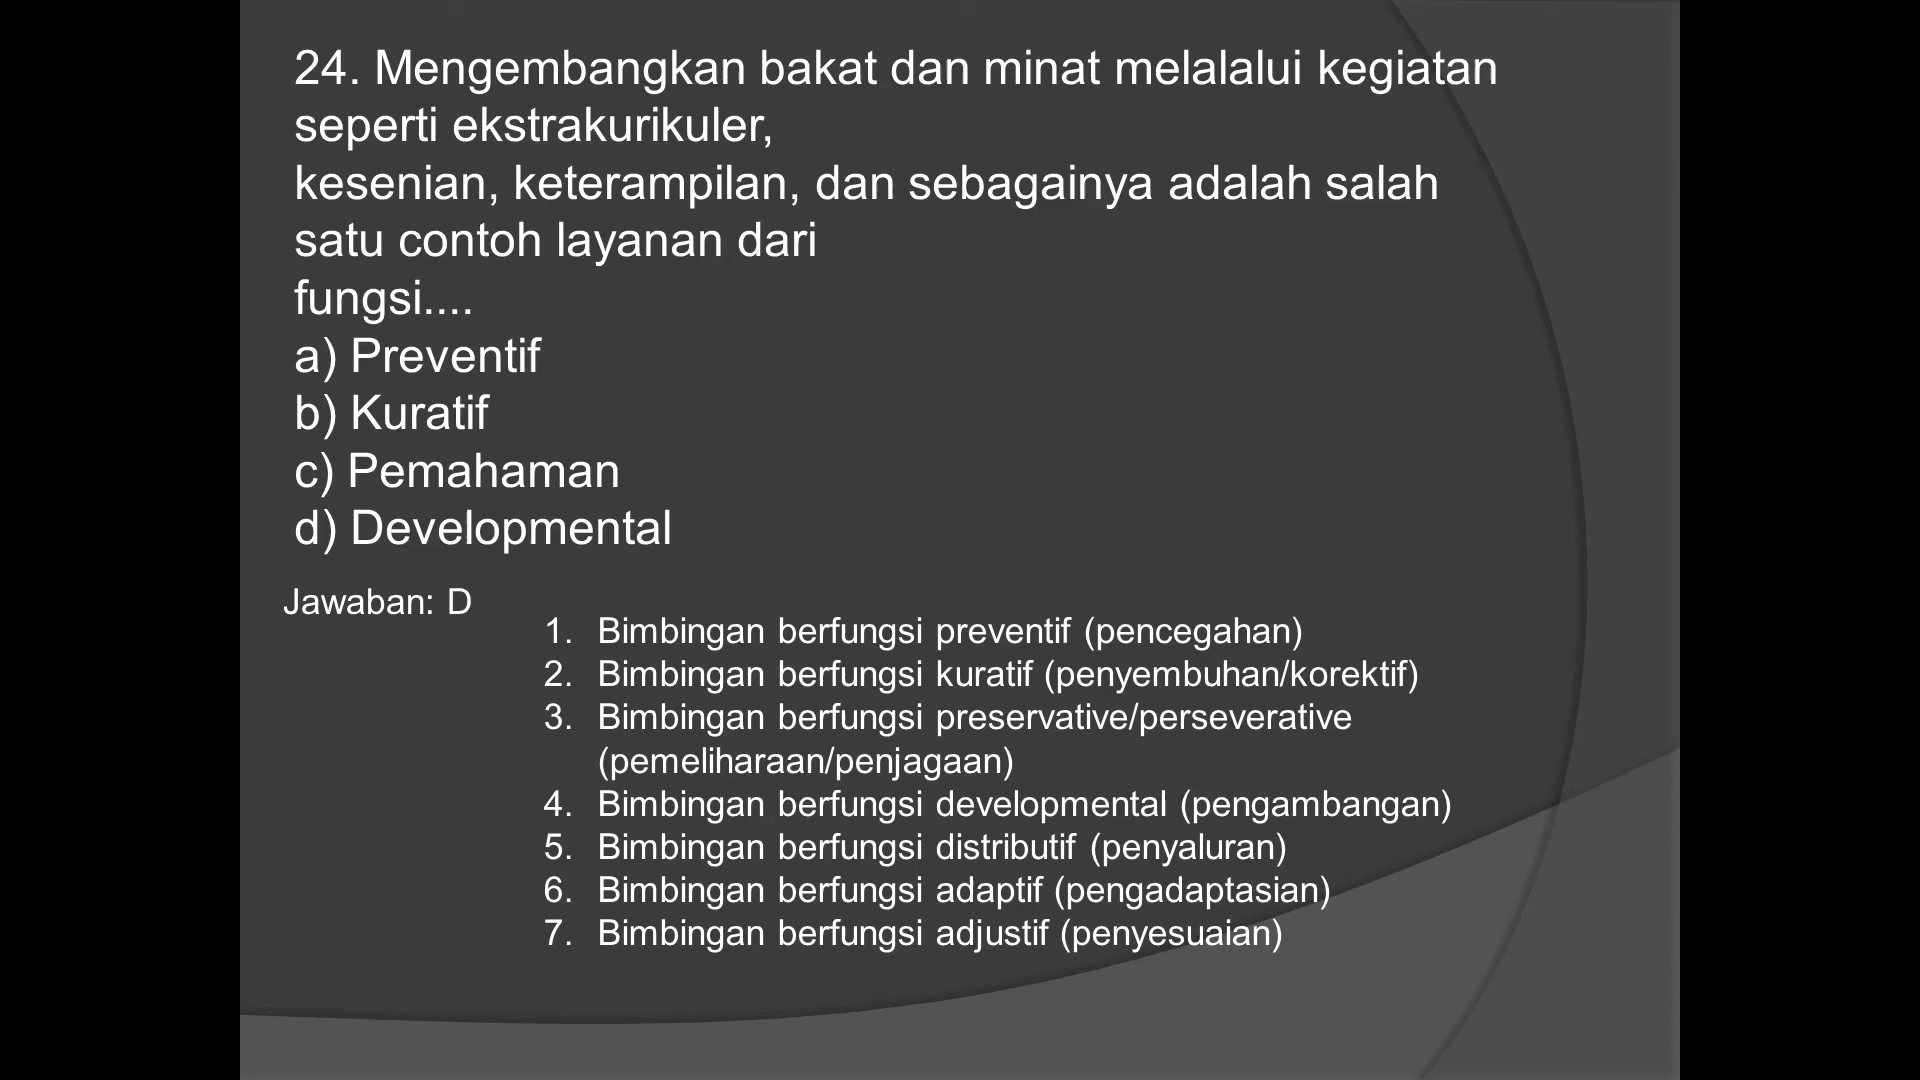 24. Mengembangkan bakat dan minat melalalui kegiatan
seperti ekstrakurikuler,
kesenian, keterampilan, dan sebagainya adalah salah
satu contoh layanan dari
fungsi....
a) Preventif
b) Kuratif
c) Pemahaman
d) Developmental
Jawaban: D
1. Bimbingan berfungsi preventif (pencegahan)
2. Bimbingan berfungsi kuratif (penyembuhan/korektif)
3. Bimbingan berfungsi preservative/perseverative
(pemeliharaan/penjagaan)
4. Bimbingan berfungsi developmental (pengambangan)
5. Bimbingan berfungsi distributif (penyaluran)
6. Bimbingan berfungsi adaptif (pengadaptasian)
7. Bimbingan berfungsi adjustif (penyesuaian)